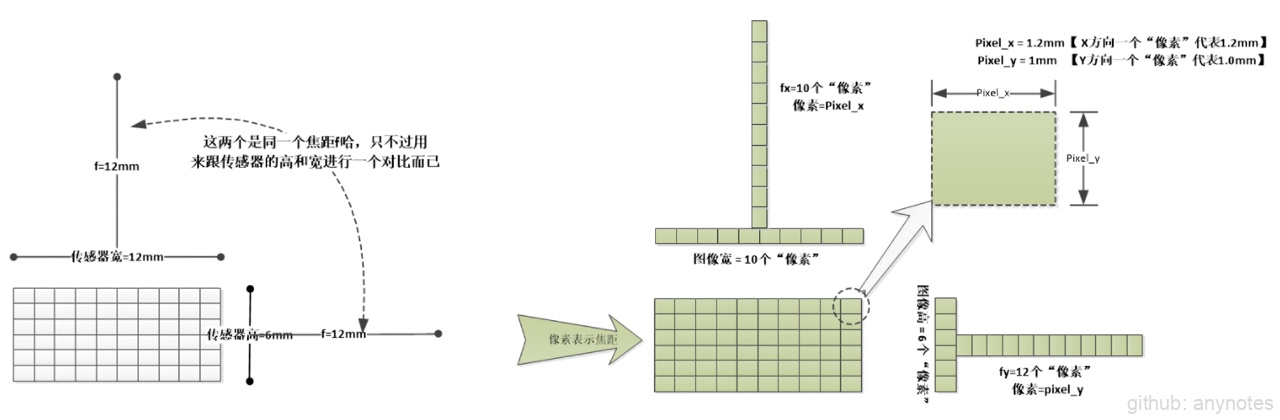 f=12mm
这两个是同一个焦距f哈，只不过用
来跟传感器的高和宽进行一个对比而已
传感器宽=12mm
传感器高=6mm
f=12mm
像素表示焦距
fx=10个“像素”
像素=Pixel_x
图像宽 = 10个“像素”
Pixel_x = 1.2mm【 X方向一个“像素”代表1.2mm】
Pixel_y = 1mm 【Y方向一个“像素”代表1.0mm】
Pixel_x
Pixel_y
图像高 = 6个“像素”
fy=12个“像素”
像素=pixel_y
github: anynotes